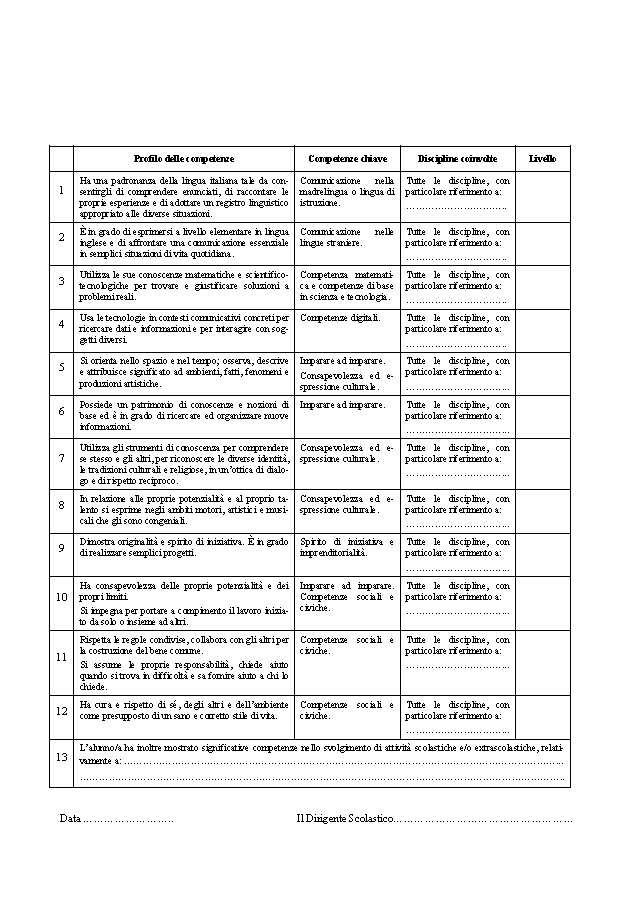 Profilo delle competenze Competenze chiave Discipline coinvolte Livello
1
Ha una padronanza della lingua italiana tale da con-
sentirgli di comprendere enunciati, di raccontare le
proprie esperienze e di adottare un registro linguistico
appropriato alle diverse situazioni.
Comunicazione nella
madrelingua o lingua di
istruzione.
Tutte le discipline, con
particolare riferimento a:
……………………………..
2
È in grado di esprimersi a livello elementare in lingua
inglese e di affrontare una comunicazione essenziale
in semplici situazioni di vita quotidiana.
Comunicazione nelle
lingue straniere.
Tutte le discipline, con
particolare riferimento a:
……………………………..
3
Utilizza le sue conoscenze matematiche e scientifico-
tecnologiche per trovare e giustificare soluzioni a
problemi reali.
Competenza matemati-
ca e competenze di base
in scienza e tecnologia.
Tutte le discipline, con
particolare riferimento a:
……………………………..
4
Usa le tecnologie in contesti comunicativi concreti per
ricercare dati e informazioni e per interagire con sog-
getti diversi.
Competenze digitali.
Tutte le discipline, con
particolare riferimento a:
……………………………..
5
Si orienta nello spazio e nel tempo; osserva, descrive
e attribuisce significato ad ambienti, fatti, fenomeni e
produzioni artistiche.
Imparare ad imparare.
Consapevolezza ed e-
spressione culturale.
Tutte le discipline, con
particolare riferimento a:
……………………………...
6
Possiede un patrimonio di conoscenze e nozioni di
base ed è in grado di ricercare ed organizzare nuove
informazioni.
Imparare ad imparare.
Tutte le discipline, con
particolare riferimento a:
……………………………...
7
Utilizza gli strumenti di conoscenza per comprendere
se stesso e gli altri, per riconoscere le diverse identità,
le tradizioni culturali e religiose, in un’ottica di dialo-
go e di rispetto reciproco.
Consapevolezza ed e-
spressione culturale.
Tutte le discipline, con
particolare riferimento a:
……………………………...
8
In relazione alle proprie potenzialità e al proprio ta-
lento si esprime negli ambiti motori, artistici e musi-
cali che gli sono congeniali.
Consapevolezza ed e-
spressione culturale.
Tutte le discipline, con
particolare riferimento a:
……………………………...
9
Dimostra originalità e spirito di iniziativa. È in grado
di realizzare semplici progetti.
Spirito di iniziativa e
imprenditorialità.
Tutte le discipline, con
particolare riferimento a:
……………………………...
10
Ha consapevolezza delle proprie potenzialità e dei
propri limiti.
Si impegna per portare a compimento il lavoro inizia-
to da solo o insieme ad altri.
Imparare ad imparare.
Competenze sociali e
civiche.
Tutte le discipline, con
particolare riferimento a:
……………………………...
11
Rispetta le regole condivise, collabora con gli altri per
la costruzione del bene comune.
Si assume le proprie responsabilità, chiede aiuto
quando si trova in difficoltà e sa fornire aiuto a chi lo
chiede.
Competenze sociali e
civiche.
Tutte le discipline, con
particolare riferimento a:
……………………………...
12
Ha cura e rispetto di sé, degli altri e dell’ambiente
come presupposto di un sano e corretto stile di vita.
Competenze sociali e
civiche.
Tutte le discipline, con
particolare riferimento a:
……………………………...
13
L’alunno/a ha inoltre mostrato significative competenze nello svolgimento di attività scolastiche e/o extrascolastiche, relati-
vamente a: ……………………………………………………………………………………………………………
………………………………………………………………………………………………………………………...
Data …………………….. Il Dirigente Scolastico……………………………………………